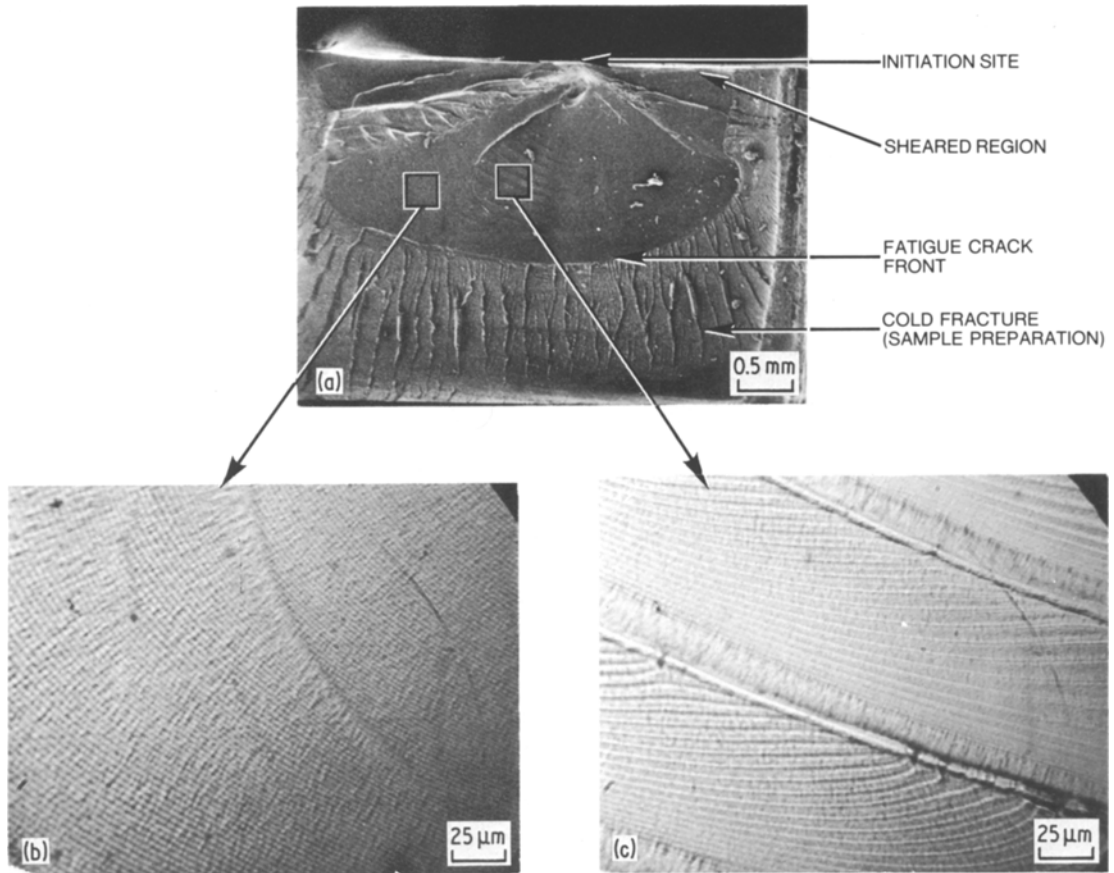 INITIATION SITE
SHEARED REGION
FATIGUE CRACK
FRONT
COLD FRACTURE
(SAMPLE PREPARATION)
(a)
0.5 mm
(b)
25 µm
(c)
25 µm